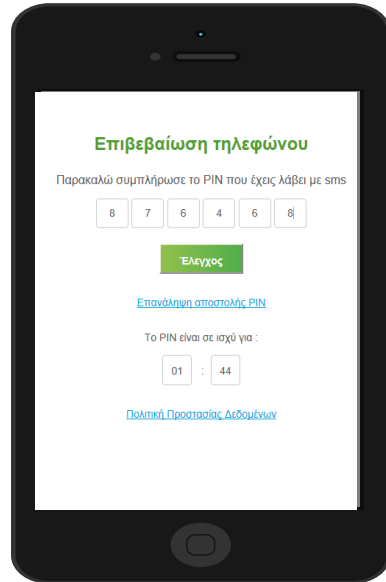 Επιβεβαίωση τηλεφώνου
Παρακαλώ συμπλήρωσε το PIN που έχεις λάβει με sms
8 7 6 4 6 8
Έλεγχος
Επανάληψη αποστολής PIN
Το PIN είναι σε ισχύ για :
01 : 44
Πολιτική Προστασίας Δεδομένων